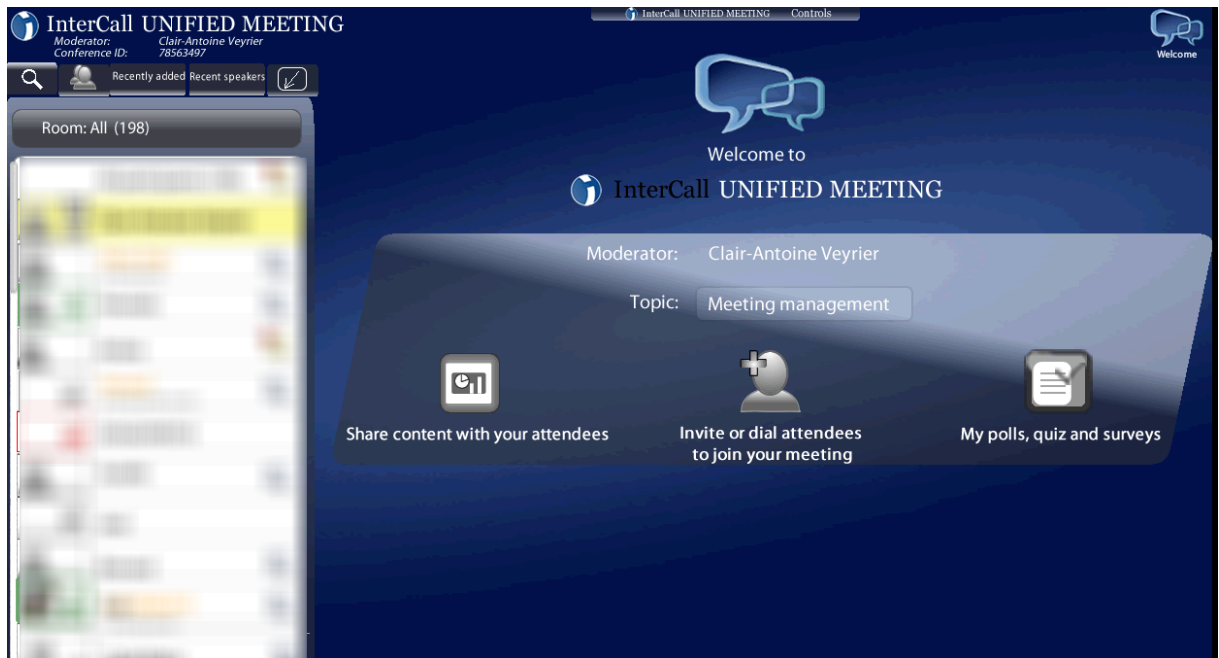 InterCall UNIFIED MEETING
Moderator: Clair-Antoine Veyrier
Conference ID: 78563497
Recently added Recent speakers
Room: All (198)
InterCall UNIFIED MEETING Controls
Welcome
Welcome to
InterCall UNIFIED MEETING
Moderator: Clair-Antoine Veyrier
Topic: Meeting management
Share content with your attendees
Invite or dial attendees
to join your meeting
My polls, quiz and surveys